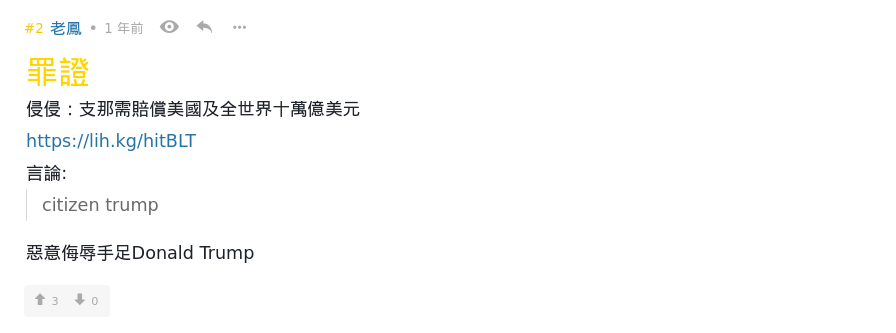 #2 老鳳 • 1 年前
罪證
侵侵：支那需賠償美國及全世界十萬億美元
https://lih.kg/hitBLT
言論:
citizen trump
惡意侮辱手足Donald Trump
3 0